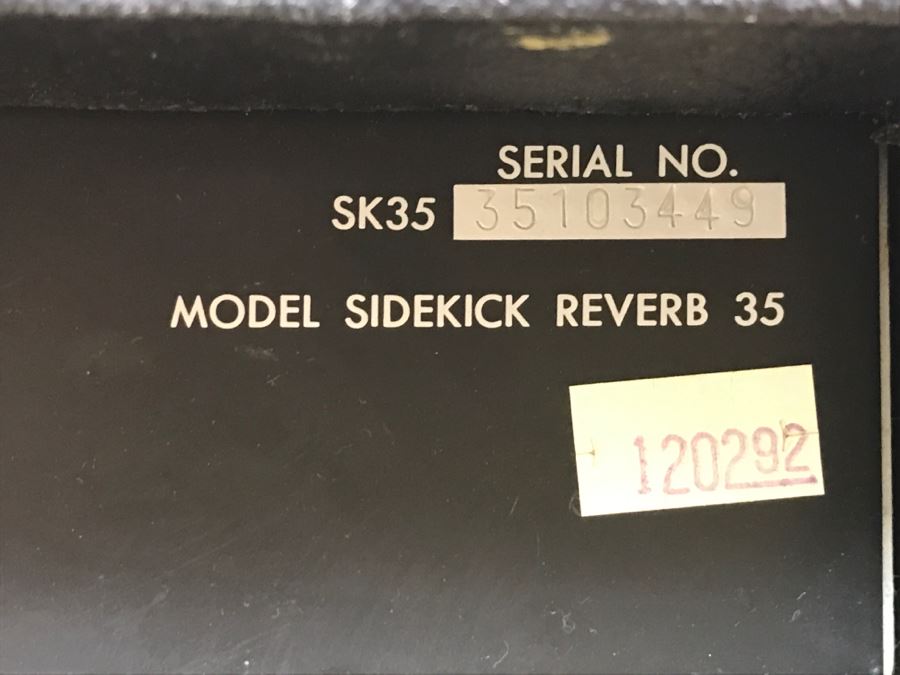 SERIAL NO.
SK35 35103449
MODEL SIDEKICK REVERB 35
120292